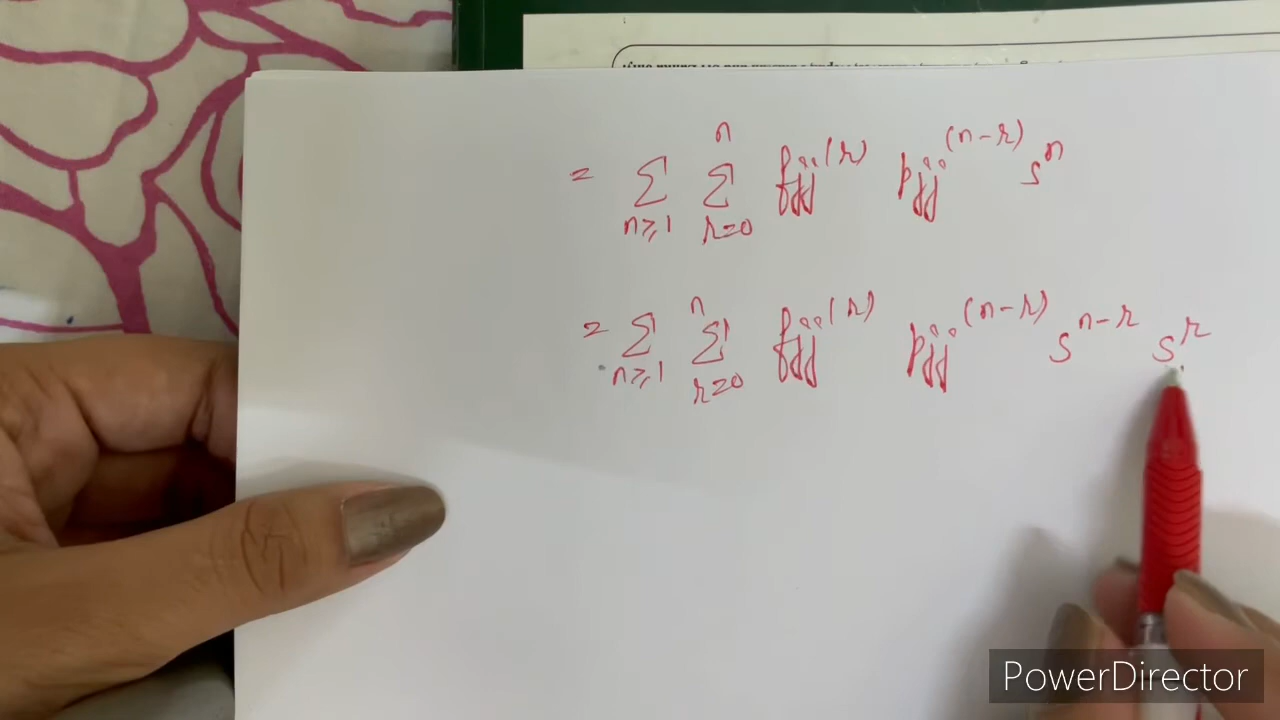 = Σ_{n≥1} Σ_{r=0}^{n} f_{jj}^{(r)} p_{jj}^{(n-r)} s^n
= Σ_{n≥1} Σ_{r=0}^{n} f_{jj}^{(r)} p_{jj}^{(n-r)} s^{n-r} s^r
PowerDirector